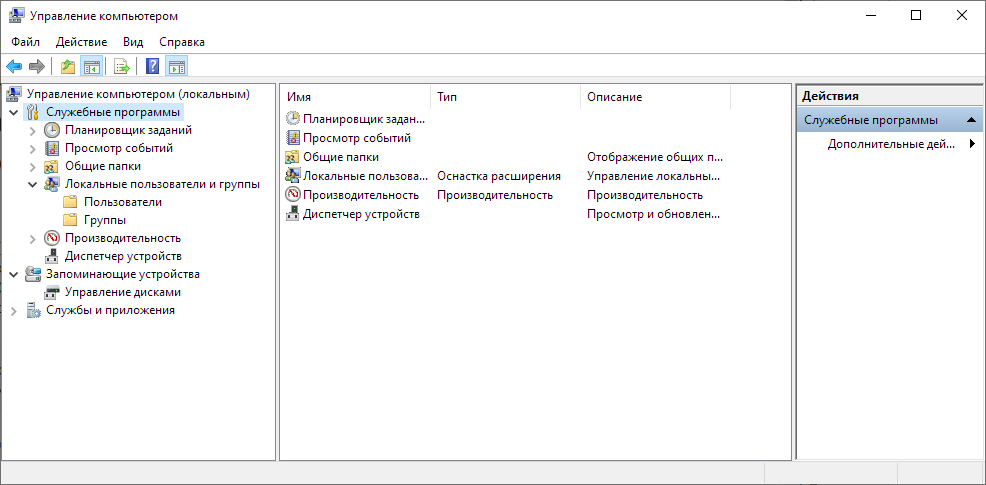 Управление компьютером
Файл Действие Вид Справка
Управление компьютером (локальным)
Служебные программы
Планировщик заданий
Просмотр событий
Общие папки
Локальные пользователи и группы
Пользователи
Группы
Производительность
Диспетчер устройств
Запоминающие устройства
Управление дисками
Службы и приложения
Имя Тип Описание
Планировщик задан...
Просмотр событий
Общие папки Отображение общих п...
Локальные пользова... Оснастка расширения Управление локальны...
Производительность Производительность Производительность
Диспетчер устройств Просмотр и обновлен...
Действия
Служебные программы
Дополнительные дей...